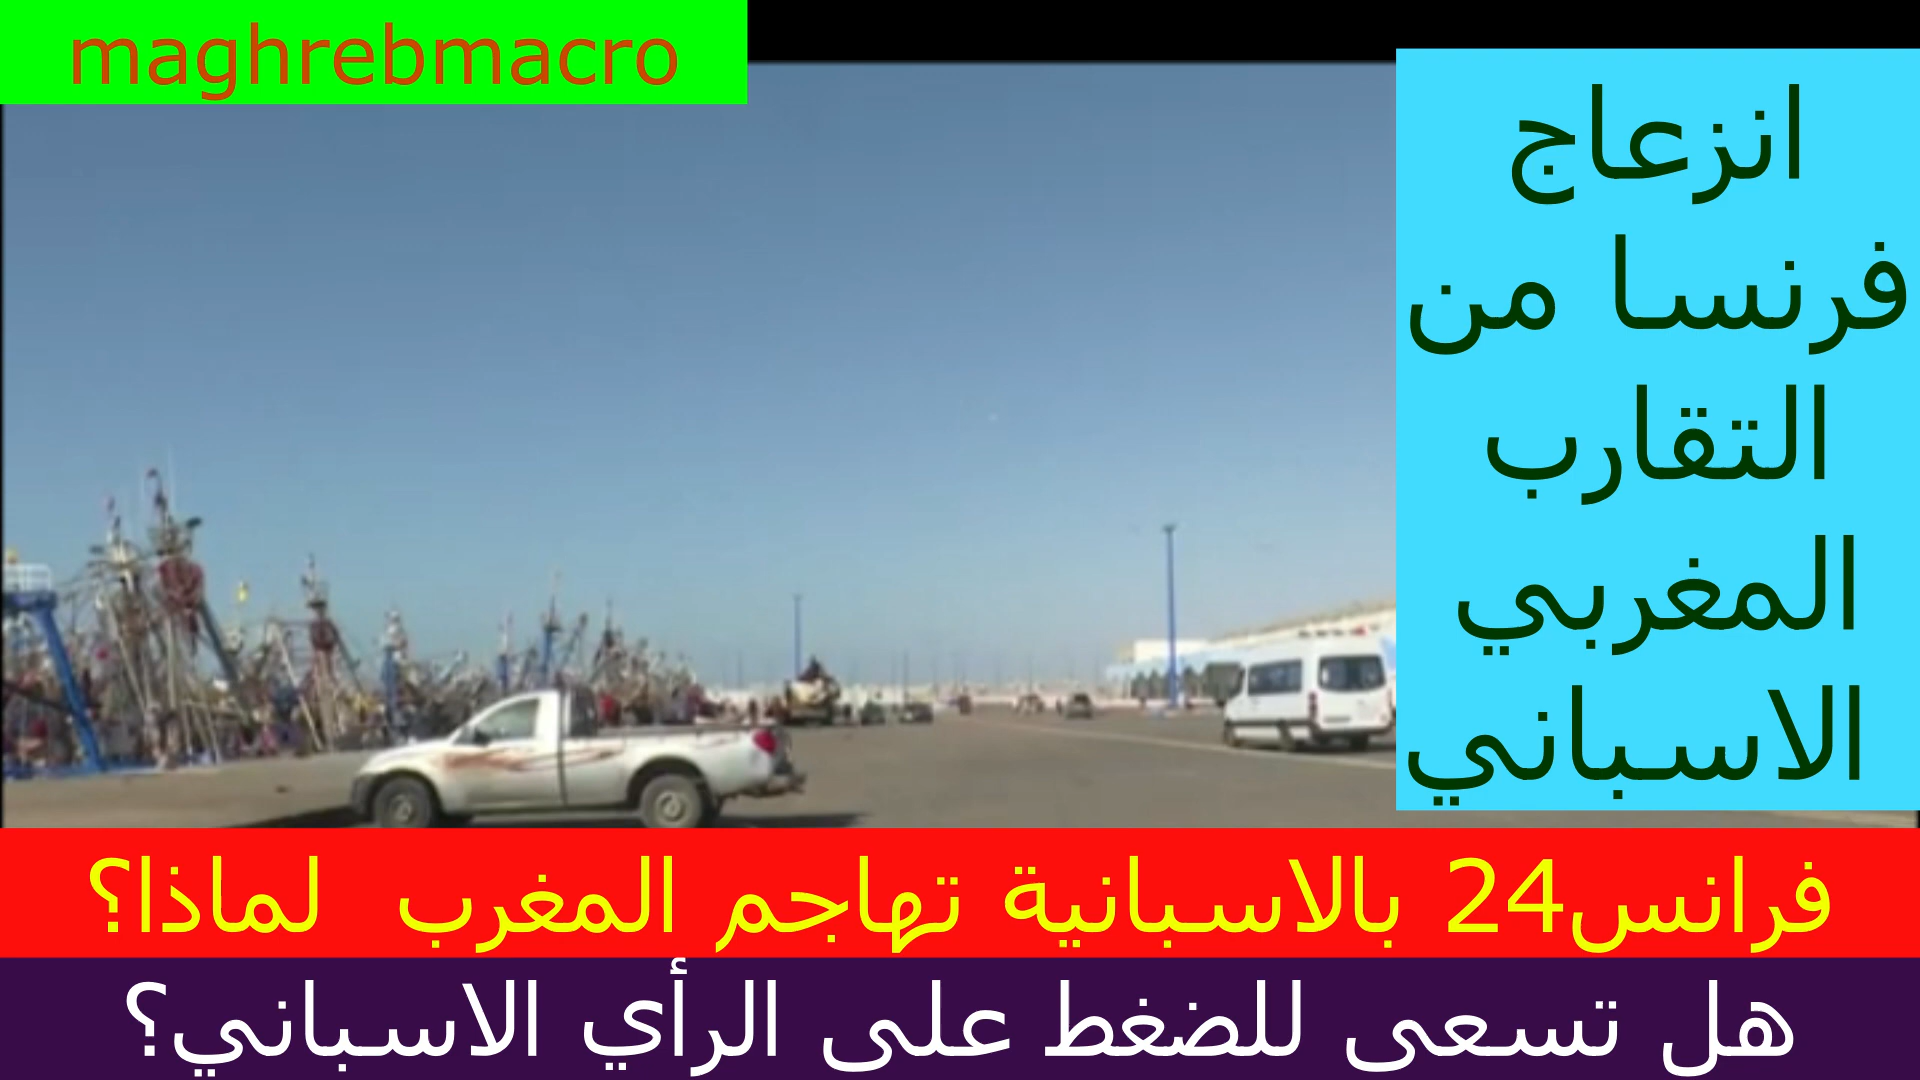 maghrebmacro
انزعاج
فرنسا من
التقارب
المغربي
الاسباني
فرانس24 بالاسبانية تهاجم المغرب لماذا؟
هل تسعى للضغط على الرأي الاسباني؟